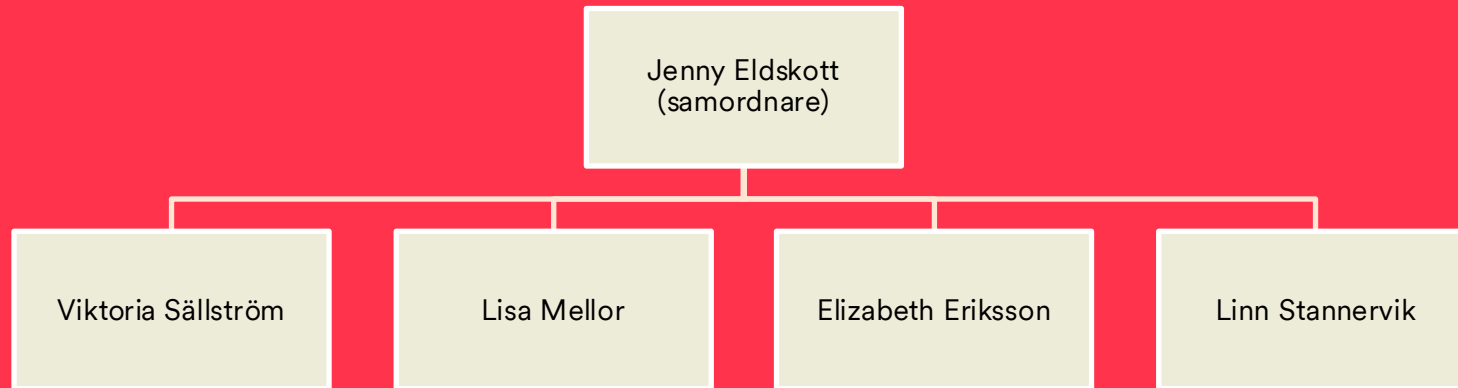 Jenny Eldskott
(samordnare)
Viktoria Sällström
Lisa Mellor
Elizabeth Eriksson
Linn Stannervik